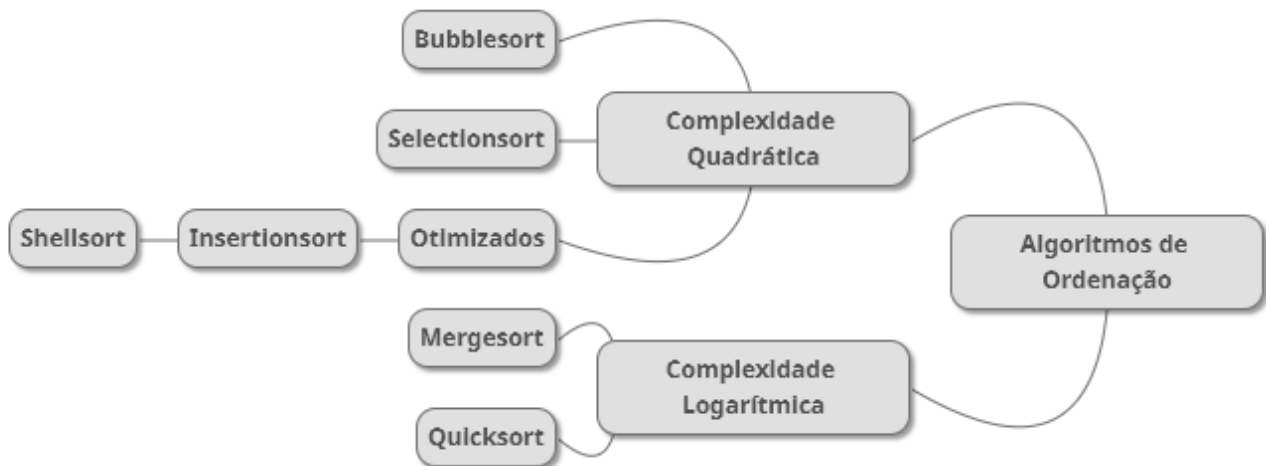 Bubblesort
Selectionsort
Complexidade
Quadrática
Shellsort
Insertionsort
Otimizados
Algoritmos de
Ordenação
Mergesort
Complexidade
Logarítmica
Quicksort